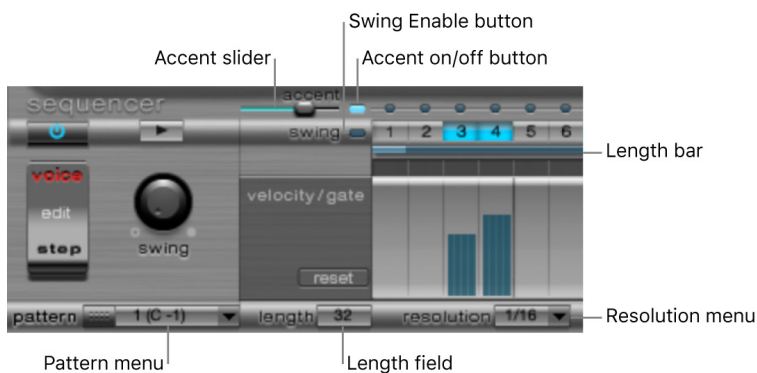 Swing Enable button
Accent slider
Accent on/off button
accent
sequencer
swing
1 2 3 4 5 6
Length bar
voice
edit
step
swing
velocity/gate
reset
pattern
1 (C -1)
length 32
resolution 1/16
Resolution menu
Pattern menu
Length field